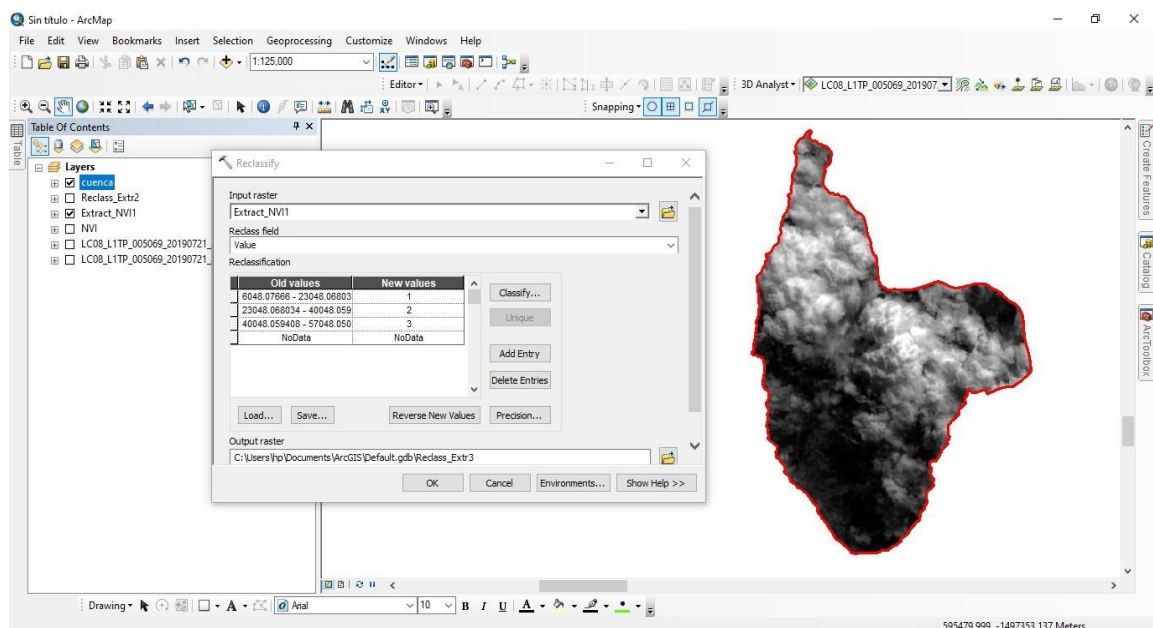 Sin título - ArcMap
File Edit View Bookmarks Insert Selection Geoprocessing Customize Windows Help
1:125,000
Editor
3D Analyst
LC08_L1TP_005069_201907
Snapping
Table Of Contents
Table
Layers
cuenca
Reclass_Extr2
Extract_NVI1
NVI
LC08_L1TP_005069_20190721_
LC08_L1TP_005069_20190721_
Reclassify
Input raster
Extract_NVI1
Reclass field
Value
Reclassification
Old values New values
6048.07666 - 23048.06803 1
23048.068034 - 40048.059 2
40048.059408 - 57048.050 3
NoData NoData
Classify...
Unique
Add Entry
Delete Entries
Load... Save... Reverse New Values Precision...
Output raster
C:\Users\hp\Documents\ArcGIS\Default.gdb\Reclass_Extr3
OK Cancel Environments... Show Help >>
Create Features
Catalog
ArcToolbox
Drawing A Arial 10 B I U A
595479.999 -1497353.137 Meters